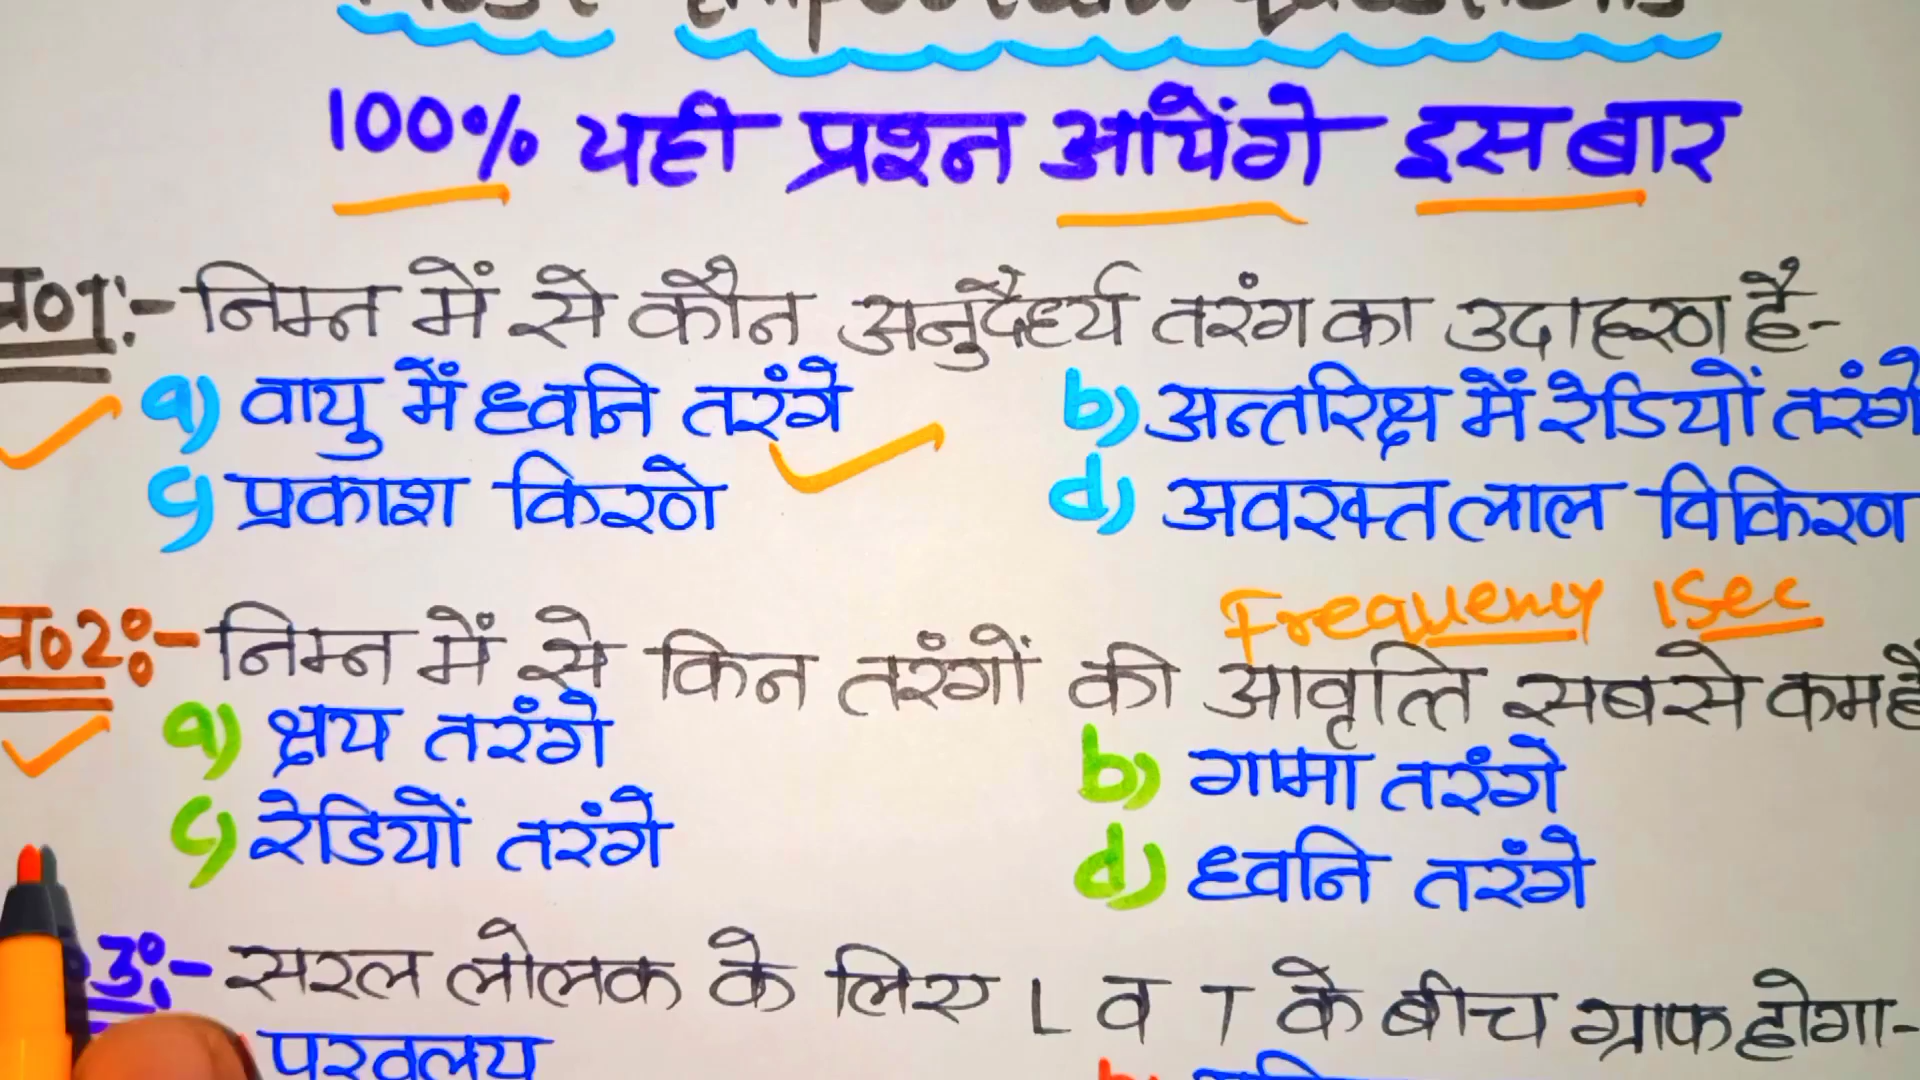 100% यही प्रश्न आयेंगे इस बार
प्र01:- निम्न में से कौन अनुदैर्ध्य तरंग का उदाहरण है-
a) वायु में ध्वनि तरंगे b) अन्तरिक्ष में रेडियों तरंगे
c) प्रकाश किरणे d) अवरक्त लाल विकिरण
Frequency 1Sec
प्र02:- निम्न में से किन तरंगों की आवृत्ति सबसे कम है
a) क्षय तरंगे b) गामा तरंगे
c) रेडियों तरंगे d) ध्वनि तरंगे
3:- सरल लोलक के लिए L व T के बीच ग्राफ होगा-
परवलय